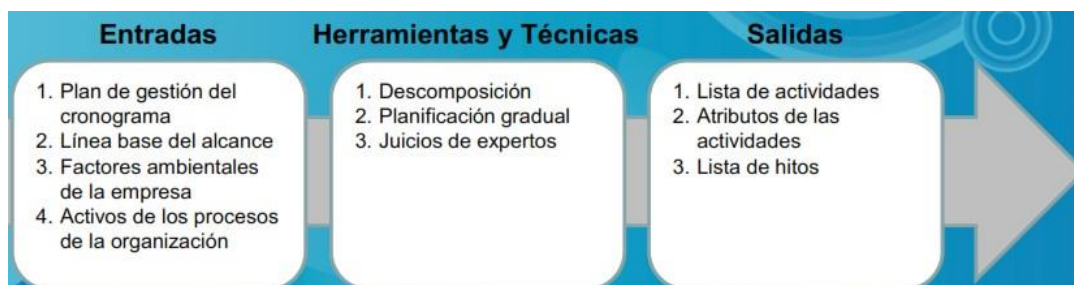 Entradas
1. Plan de gestión del
cronograma
2. Línea base del alcance
3. Factores ambientales
de la empresa
4. Activos de los procesos
de la organización
Herramientas y Técnicas
1. Descomposición
2. Planificación gradual
3. Juicios de expertos
Salidas
1. Lista de actividades
2. Atributos de las
actividades
3. Lista de hitos